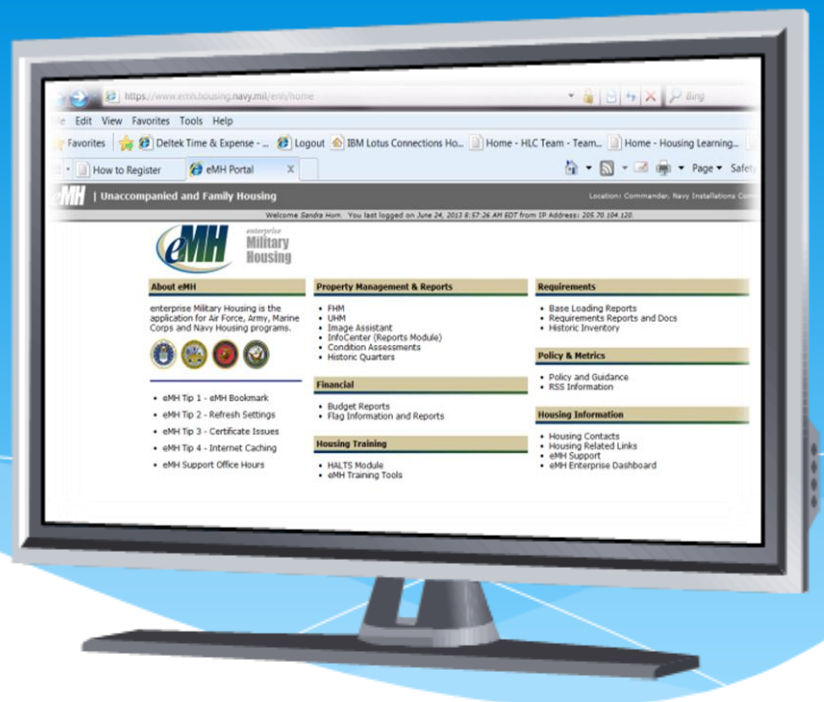 https://www.emh.housing.navy.mil/emh/home
Bing
Edit View Favorites Tools Help
Favorites Deltek Time & Expense - ... Logout IBM Lotus Connections Ho... Home - HLC Team - Team... Home - Housing Learning...
How to Register eMH Portal X Page Safety
eMH | Unaccompanied and Family Housing Location: Commander, Navy Installations
Welcome Sandra Horn. You last logged on June 24, 2013 8:57:26 AM EDT from IP Address: 205.70.104.120.
eMH enterprise
Military
Housing
About eMH
enterprise Military Housing is the
application for Air Force, Army, Marine
Corps and Navy Housing programs.
• eMH Tip 1 - eMH Bookmark
• eMH Tip 2 - Refresh Settings
• eMH Tip 3 - Certificate Issues
• eMH Tip 4 - Internet Caching
• eMH Support Office Hours
Property Management & Reports
• FHM
• UHM
• Image Assistant
• InfoCenter (Reports Module)
• Condition Assessments
• Historic Quarters
Financial
• Budget Reports
• Flag Information and Reports
Housing Training
• HALTS Module
• eMH Training Tools
Requirements
• Base Loading Reports
• Requirements Reports and Docs
• Historic Inventory
Policy & Metrics
• Policy and Guidance
• RSS Information
Housing Information
• Housing Contacts
• Housing Related Links
• eMH Support
• eMH Enterprise Dashboard